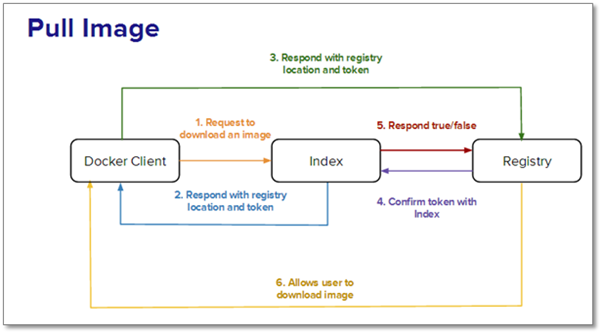 Pull Image
3. Respond with registry
location and token
1. Request to
download an image
5. Respond true/false
Docker Client
Index
Registry
2. Respond with registry
location and token
4. Confirm token with
Index
6. Allows user to
download image